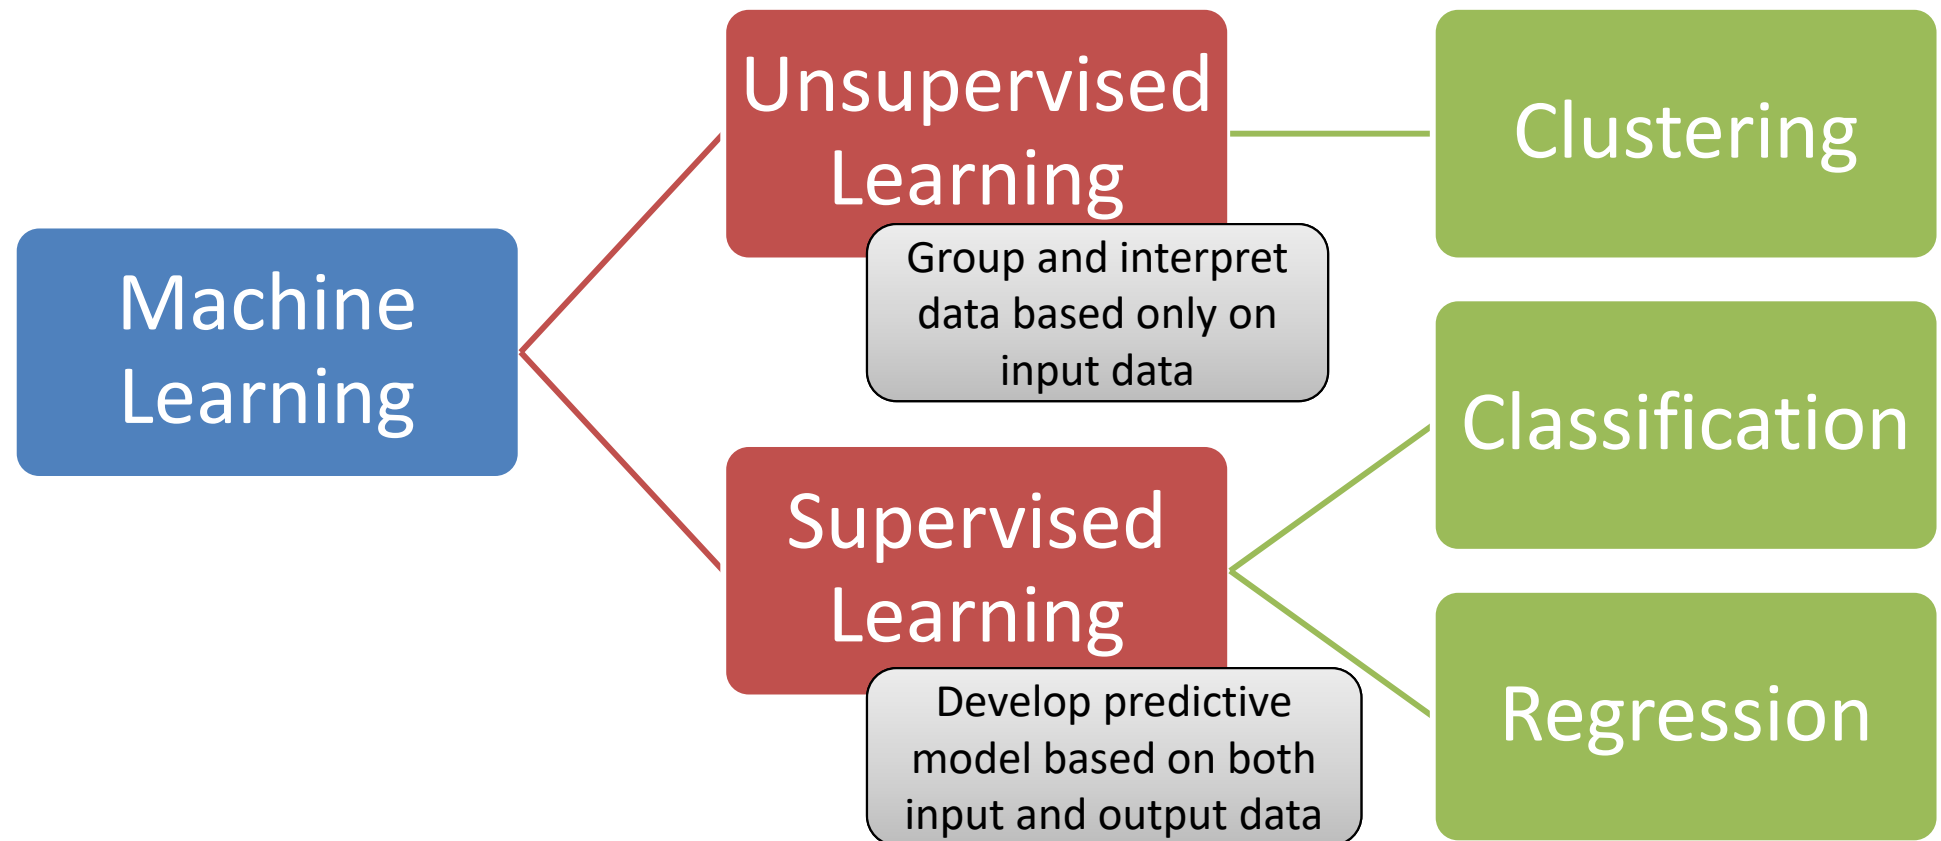 Machine
Learning
Unsupervised
Learning
Group and interpret
data based only on
input data
Supervised
Learning
Develop predictive
model based on both
input and output data
Clustering
Classification
Regression